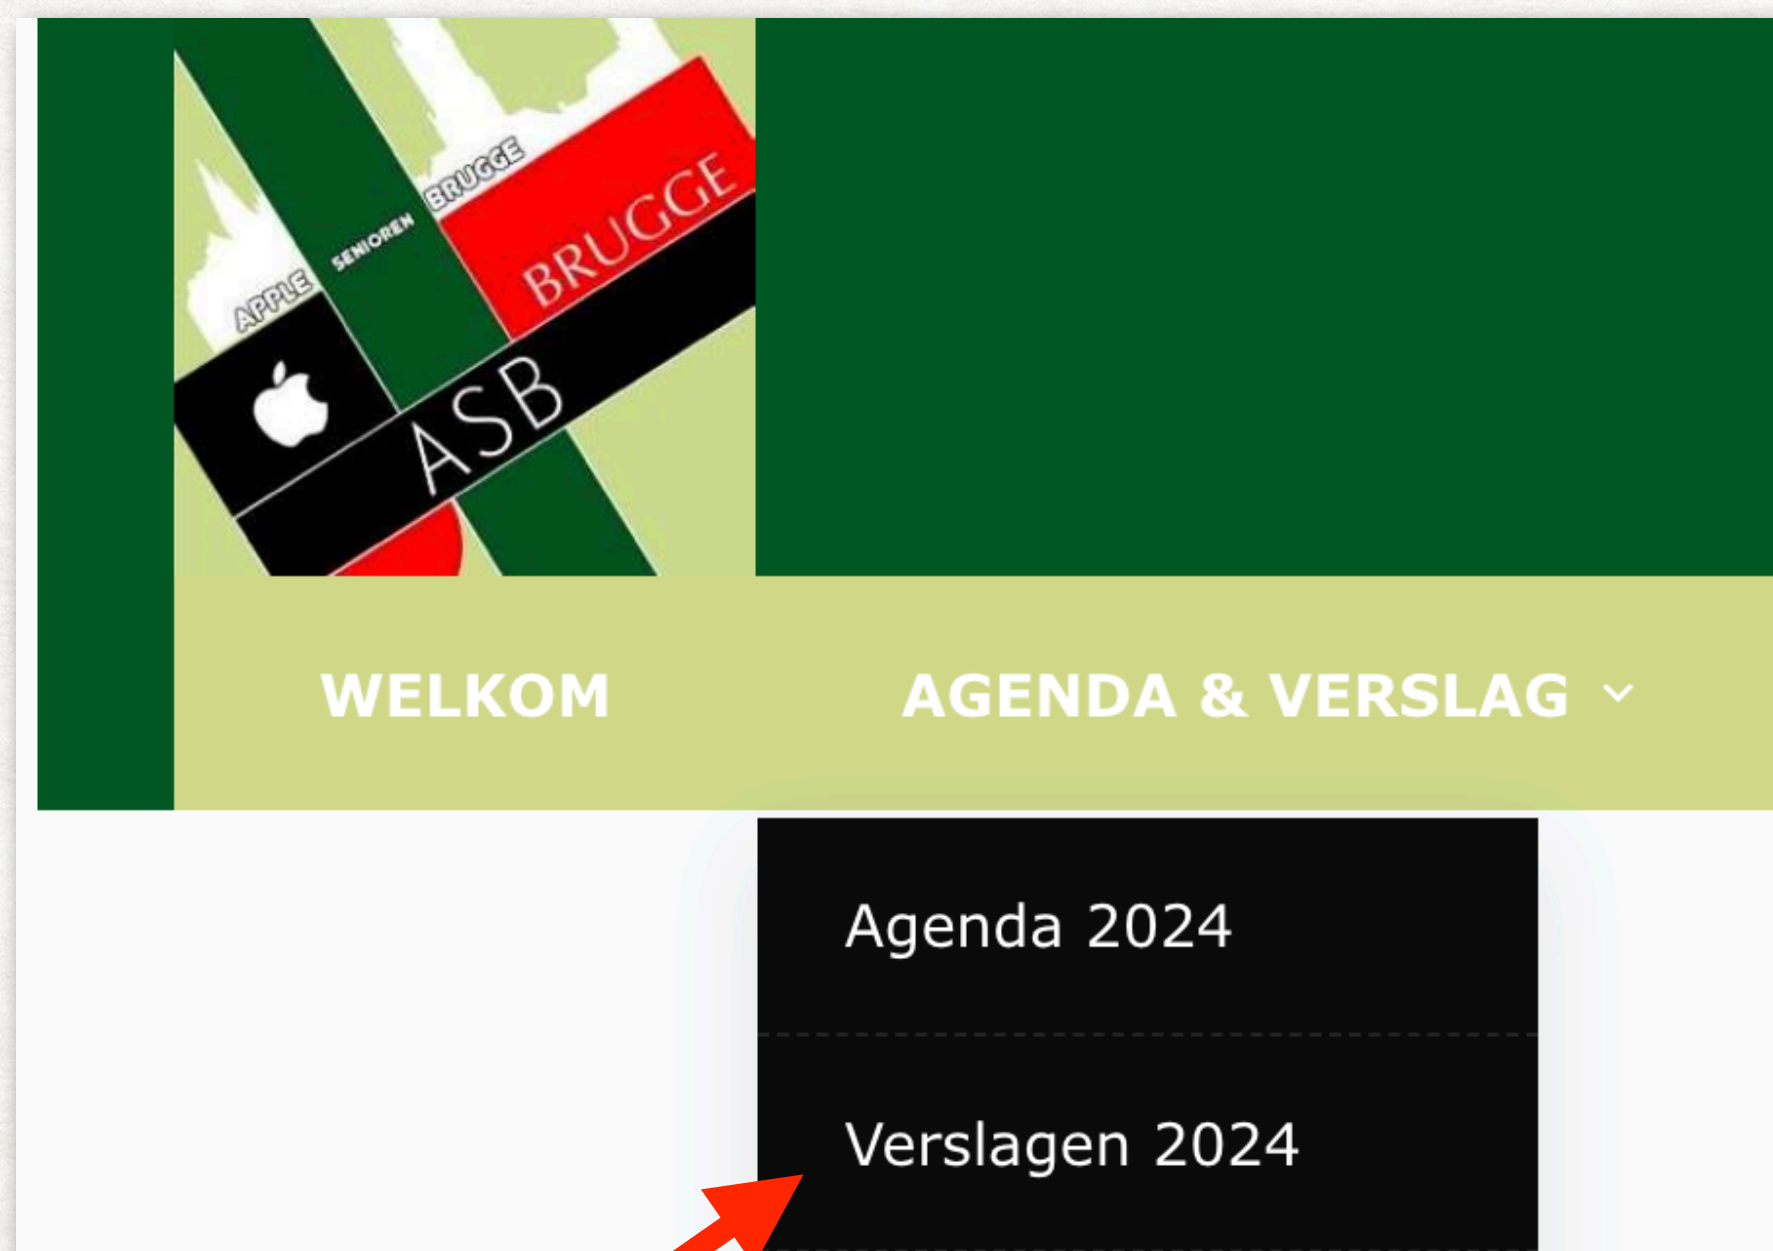 APPLE SENIOREN BRUGGE
BRUGGE
ASB
WELKOM AGENDA & VERSLAG
Agenda 2024
Verslagen 2024